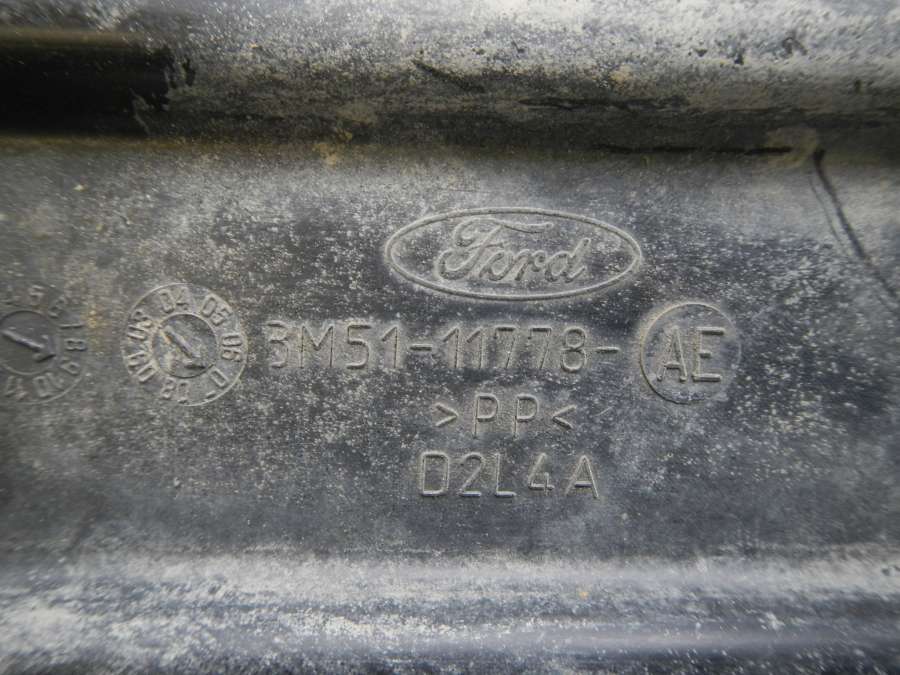 Ford
3M51-11778- AE
>PP<
D2L4A